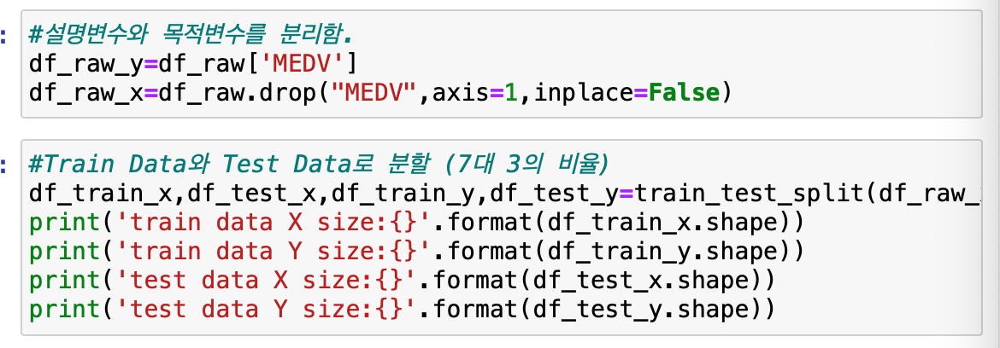 #설명변수와 목적변수를 분리함.
df_raw_y=df_raw['MEDV']
df_raw_x=df_raw.drop("MEDV",axis=1,inplace=False)
#Train Data와 Test Data로 분할 (7대 3의 비율)
df_train_x,df_test_x,df_train_y,df_test_y=train_test_split(df_raw_
print('train data X size:{}'.format(df_train_x.shape))
print('train data Y size:{}'.format(df_train_y.shape))
print('test data X size:{}'.format(df_test_x.shape))
print('test data Y size:{}'.format(df_test_y.shape))